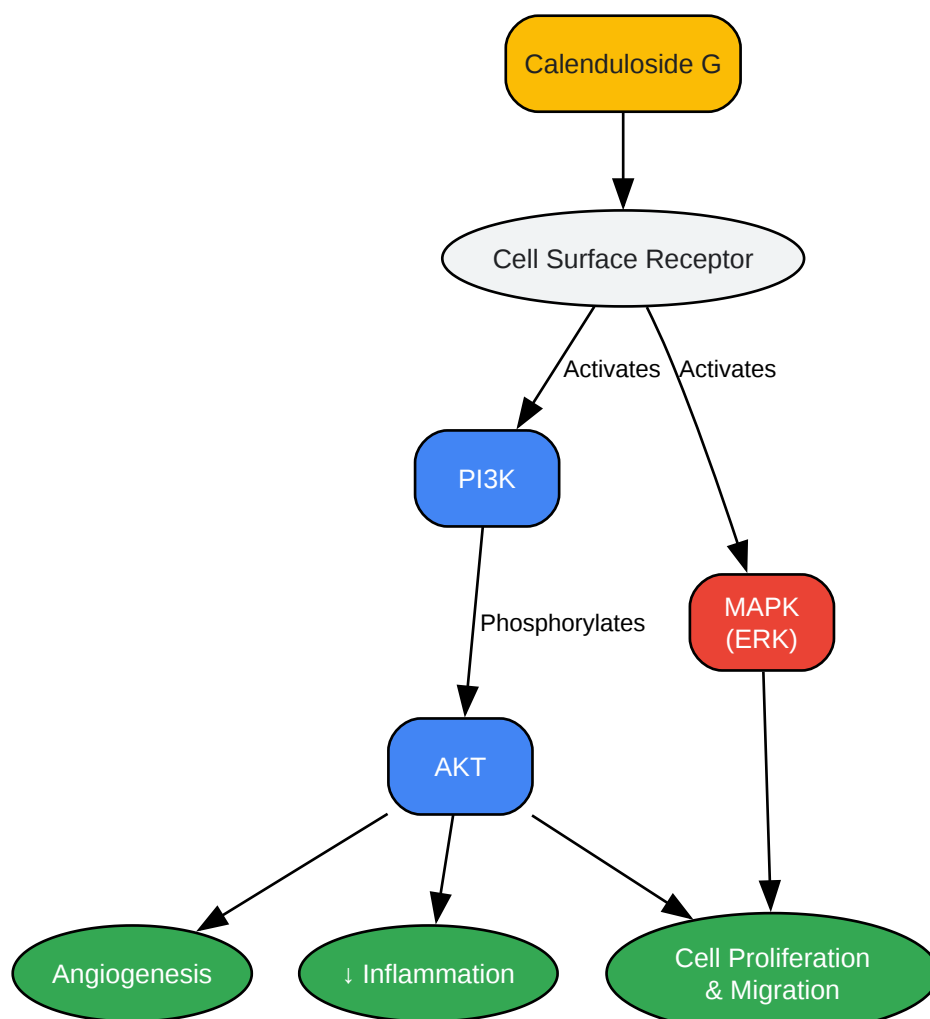 Calenduloside G
Cell Surface Receptor
Activates
Activates
PI3K
MAPK
(ERK)
Phosphorylates
AKT
Angiogenesis
↓ Inflammation
Cell Proliferation
& Migration